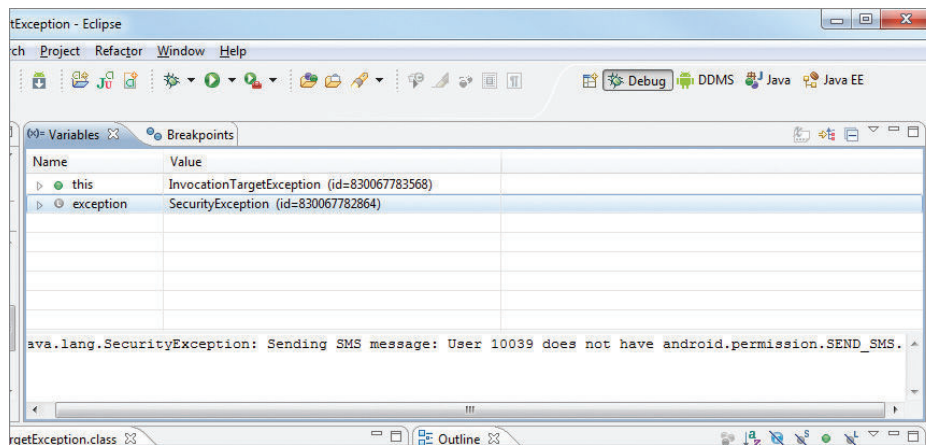 tException - Eclipse
ch Project Refactor Window Help
Debug DDMS Java Java EE
(x)= Variables Breakpoints
Name Value
this InvocationTargetException (id=830067783568)
exception SecurityException (id=830067782864)
ava.lang.SecurityException: Sending SMS message: User 10039 does not have android.permission.SEND_SMS.
rgetException.class Outline